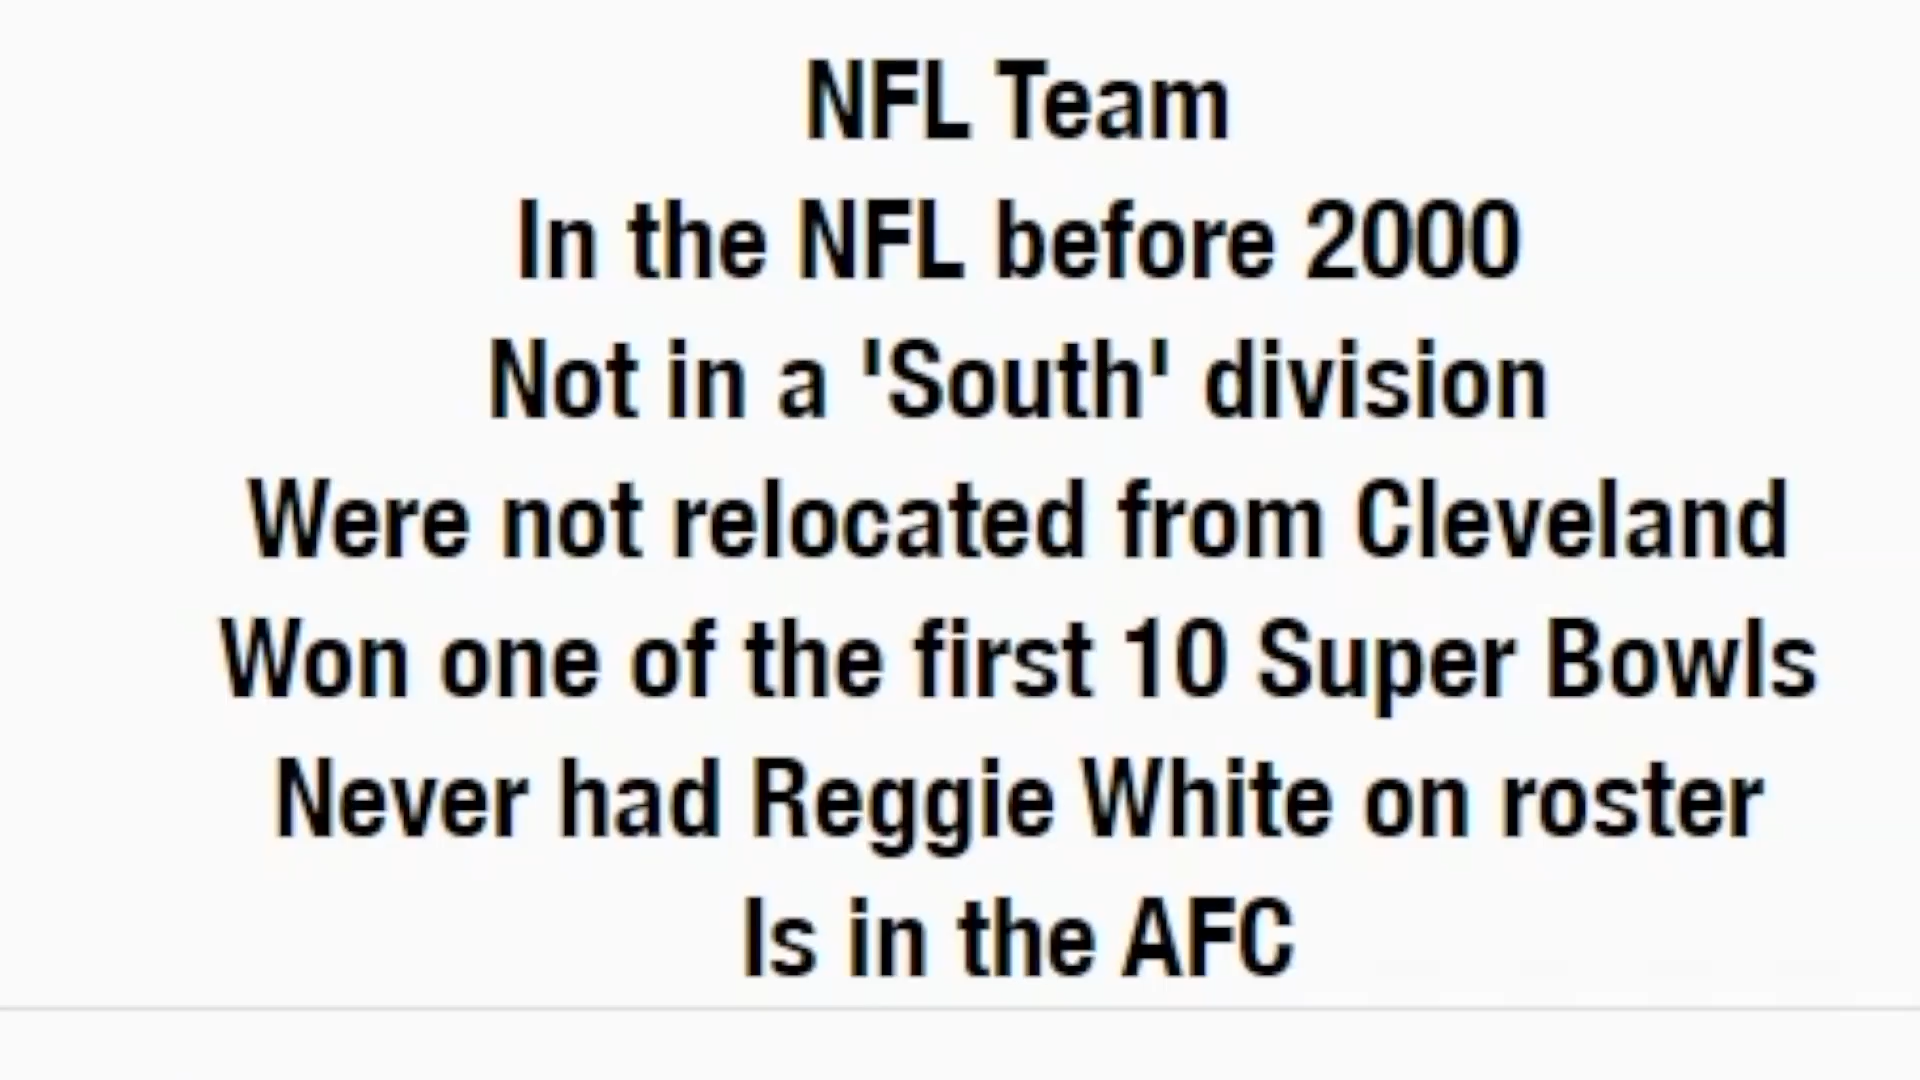 NFL Team
In the NFL before 2000
Not in a 'South' division
Were not relocated from Cleveland
Won one of the first 10 Super Bowls
Never had Reggie White on roster
Is in the AFC